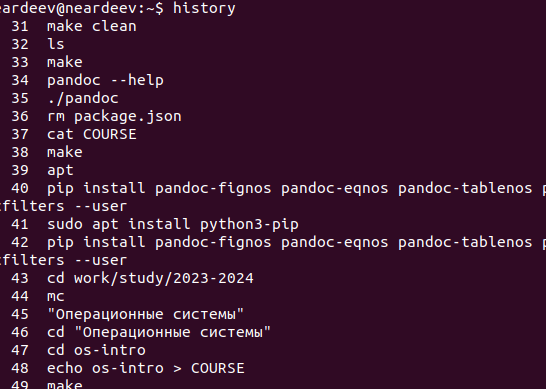 eardeev@neardeev:~$ history
31 make clean
32 ls
33 make
34 pandoc --help
35 ./pandoc
36 rm package.json
37 cat COURSE
38 make
39 apt
40 pip install pandoc-fignos pandoc-eqnos pandoc-tablenos p
cfilters --user
41 sudo apt install python3-pip
42 pip install pandoc-fignos pandoc-eqnos pandoc-tablenos p
cfilters --user
43 cd work/study/2023-2024
44 mc
45 "Операционные системы"
46 cd "Операционные системы"
47 cd os-intro
48 echo os-intro > COURSE
49 make